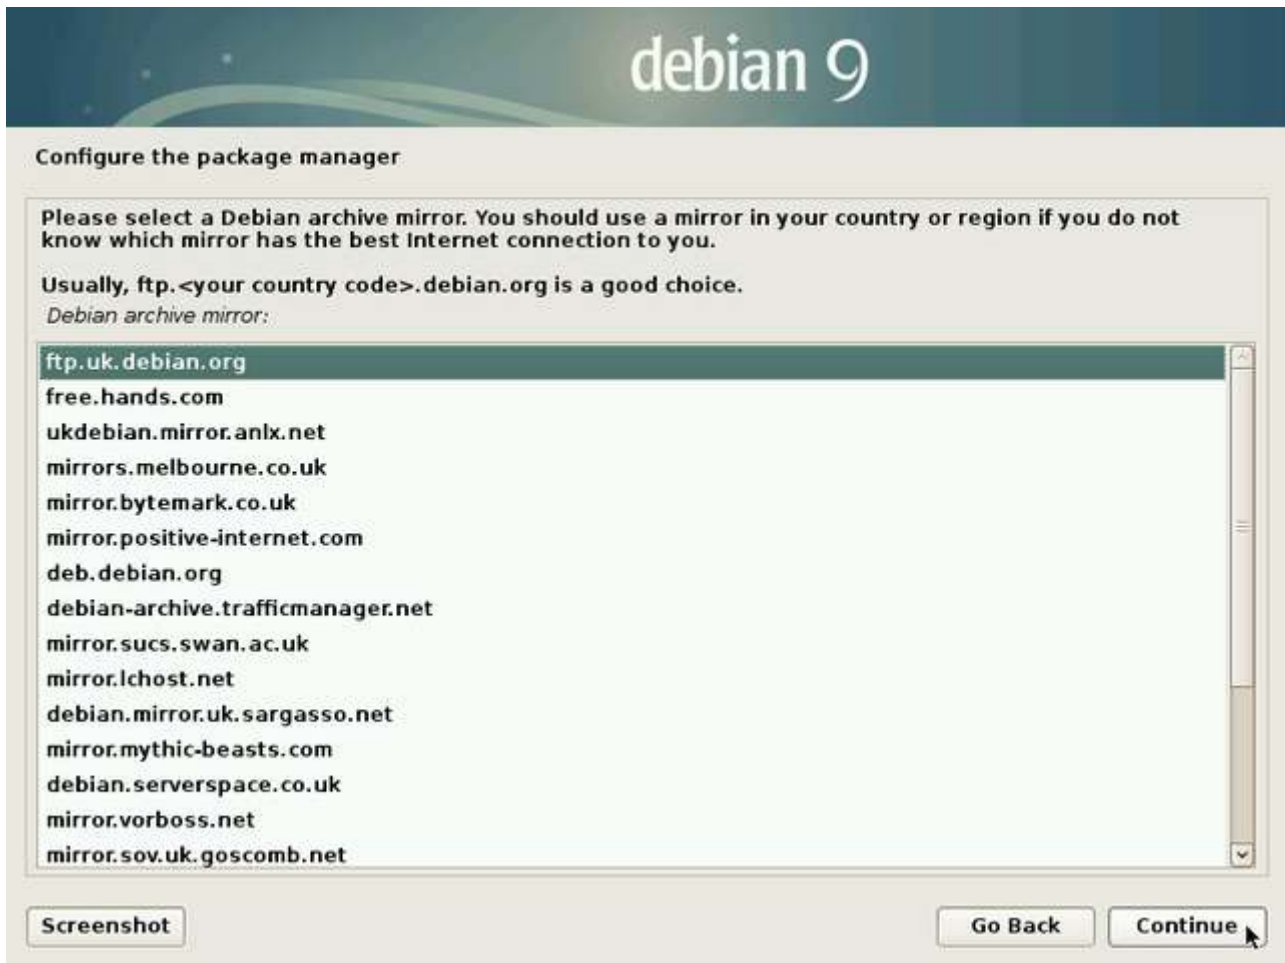 debian 9
Configure the package manager
Please select a Debian archive mirror. You should use a mirror in your country or region if you do not
know which mirror has the best Internet connection to you.
Usually, ftp.<your country code>.debian.org is a good choice.
Debian archive mirror:
ftp.uk.debian.org
free.hands.com
ukdebian.mirror.anlx.net
mirrors.melbourne.co.uk
mirror.bytemark.co.uk
mirror.positive-internet.com
deb.debian.org
debian-archive.trafficmanager.net
mirror.sucs.swan.ac.uk
mirror.lchost.net
debian.mirror.uk.sargasso.net
mirror.mythic-beasts.com
debian.serverspace.co.uk
mirror.vorboss.net
mirror.sov.uk.goscomb.net
Screenshot
Go Back
Continue